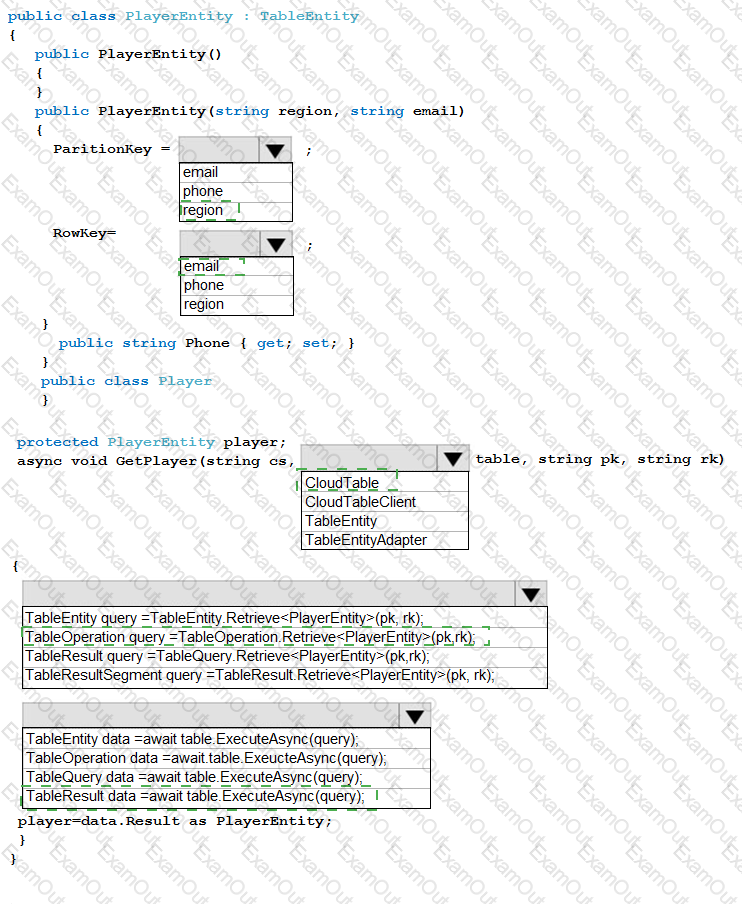 public class PlayerEntity : TableEntity
{
public PlayerEntity()
{
}
public PlayerEntity(string region, string email)
{
ParitionKey = ;
email
phone
region
RowKey= ;
email
phone
region
}
public string Phone { get; set; }
}
public class Player
}
protected PlayerEntity player;
async void GetPlayer(string cs, table, string pk, string rk)
CloudTable
CloudTableClient
TableEntity
TableEntityAdapter
{
TableEntity query =TableEntity.Retrieve<PlayerEntity>(pk, rk);
TableOperation query =TableOperation.Retrieve<PlayerEntity>(pk,rk);
TableResult query =TableQuery.Retrieve<PlayerEntity>(pk,rk);
TableResultSegment query =TableResult.Retrieve<PlayerEntity>(pk, rk);
TableEntity data =await table.ExecuteAsync(query);
TableOperation data =await.table.ExeucteAsync(query);
TableQuery data =await table.ExecuteAsync(query);
TableResult data =await table.ExecuteAsync(query);
player=data.Result as PlayerEntity;
}
}